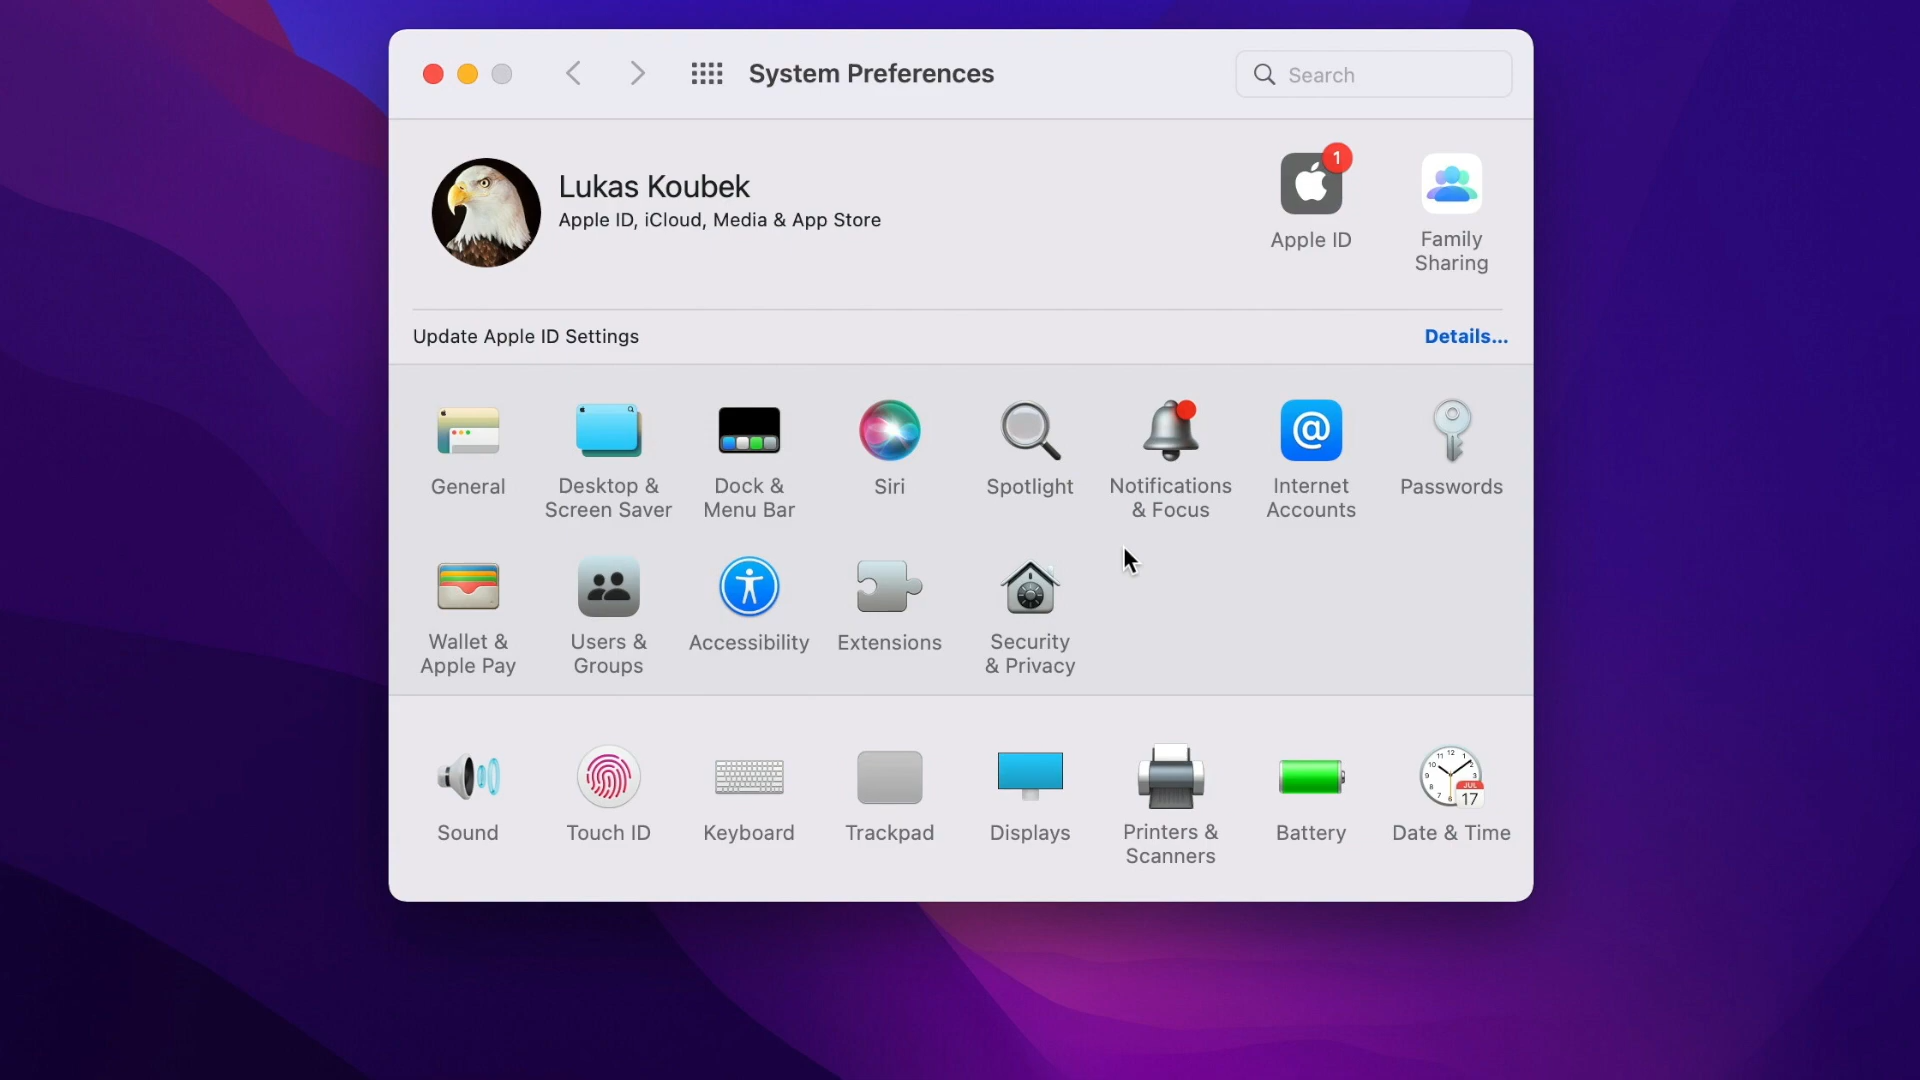 System Preferences
Search
Lukas Koubek
Apple ID, iCloud, Media & App Store
1
Apple ID
Family
Sharing
Update Apple ID Settings
Details...
General
Desktop &
Screen Saver
Dock &
Menu Bar
Siri
Spotlight
Notifications
& Focus
@
Internet
Accounts
Passwords
Wallet &
Apple Pay
Users &
Groups
Accessibility
Extensions
Security
& Privacy
Sound
Touch ID
Keyboard
Trackpad
Displays
Printers &
Scanners
Battery
JUL
17
Date & Time